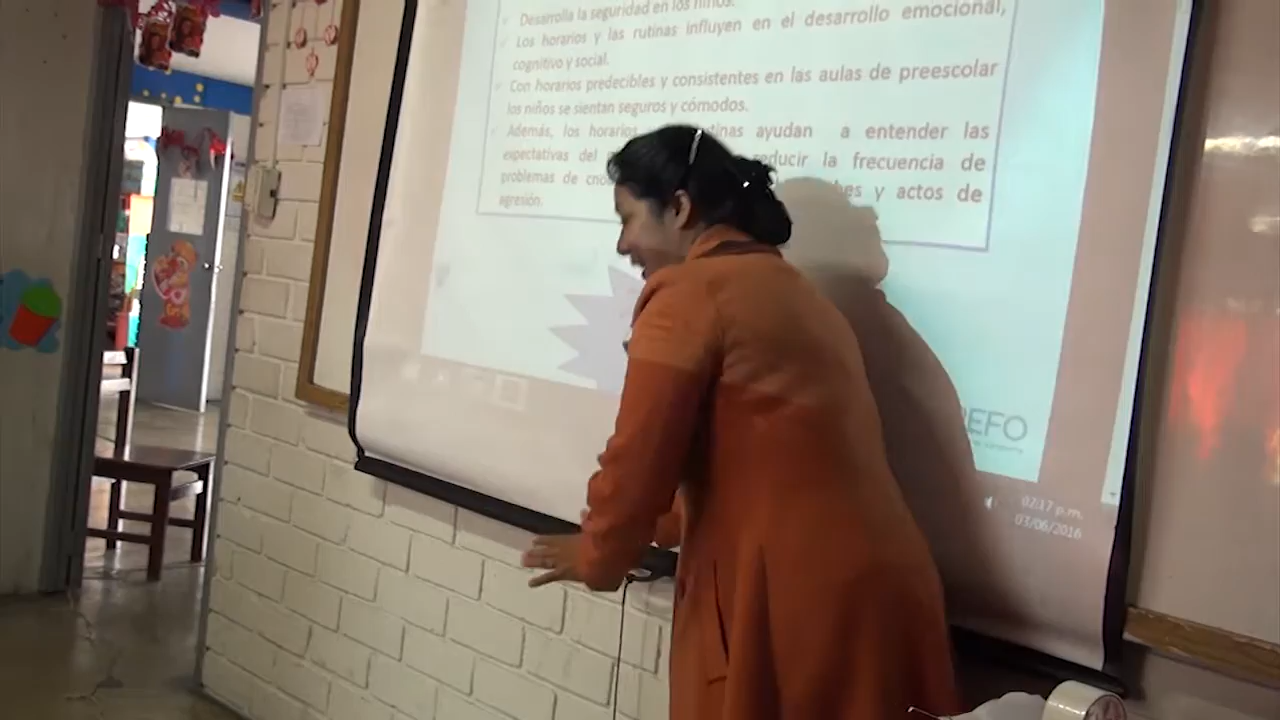 Desarrolla la seguridad en los niños.
Los horarios y las rutinas influyen en el desarrollo emocional,
cognitivo y social.
Con horarios predecibles y consistentes en las aulas de preescolar
los niños se sientan seguros y cómodos.
Además, los horarios tinas ayudan a entender las
expectativas del reducir la frecuencia de
problemas de y actos de
agresión.
EFO
02:17 p.m.
03/06/2016